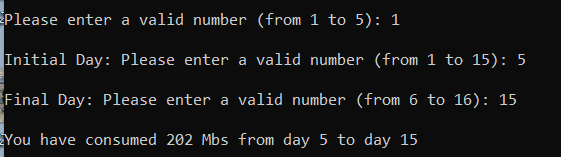 Please enter a valid number (from 1 to 5): 1
Initial Day: Please enter a valid number (from 1 to 15): 5
Final Day: Please enter a valid number (from 6 to 16): 15
You have consumed 202 Mbs from day 5 to day 15